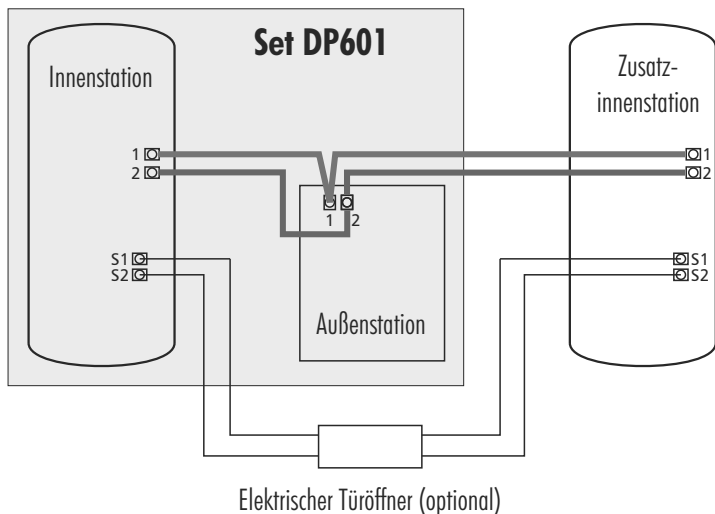 Set DP601
Innenstation
Zusatz-
innenstation
1
2
1
2
1
2
S1
S2
S1
S2
Außenstation
Elektrischer Türöffner (optional)